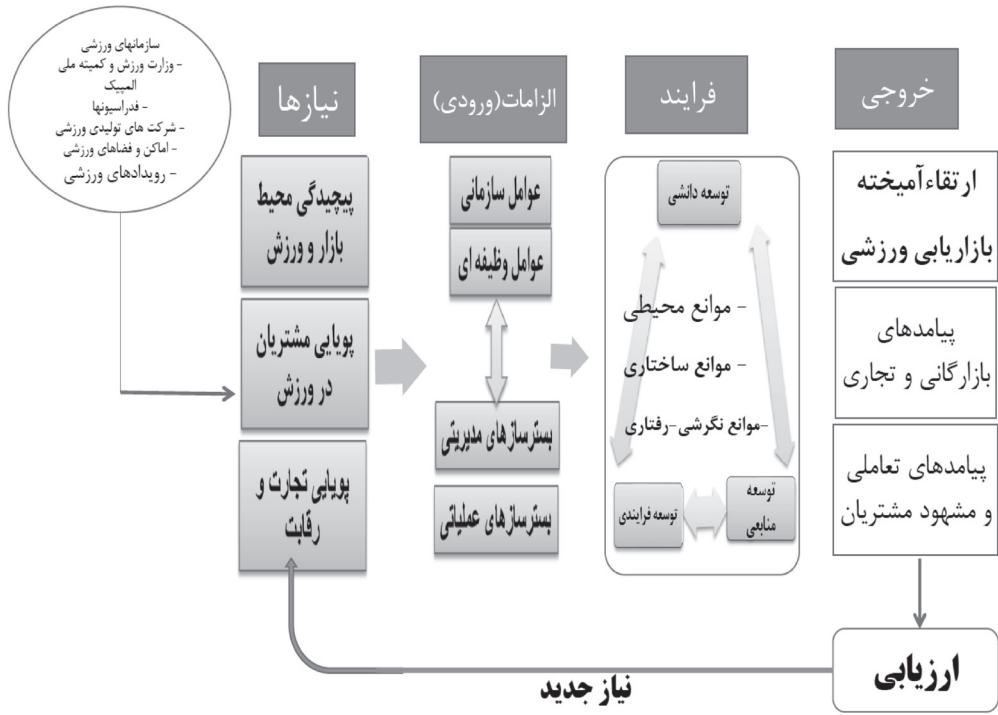 سازمانهای ورزشی
- وزارت ورزش و کمیته ملی
المپیک
- فدراسیونها
- شرکت های تولیدی ورزشی
- اماکن و فضاهای ورزشی
- رویدادهای ورزشی
نیازها
پیچیدگی محیط
بازار و ورزش
پویایی مشتریان
در ورزش
پویایی تجارت و
رقابت
الزامات(ورودی)
عوامل سازمانی
عوامل وظیفه ای
بسترسازهای مدیریتی
بسترسازهای عملیاتی
فرایند
توسعه دانشی
- موانع محیطی
- موانع ساختاری
-موانع نگرشی-رفتاری
توسعه فرایندی
توسعه
منابعی
خروجی
ارتقاءآمیخته
بازاریابی ورزشی
پیامدهای
بازارگانی و تجاری
پیامدهای تعاملی
و مشهود مشتریان
ارزیابی
نیاز جدید